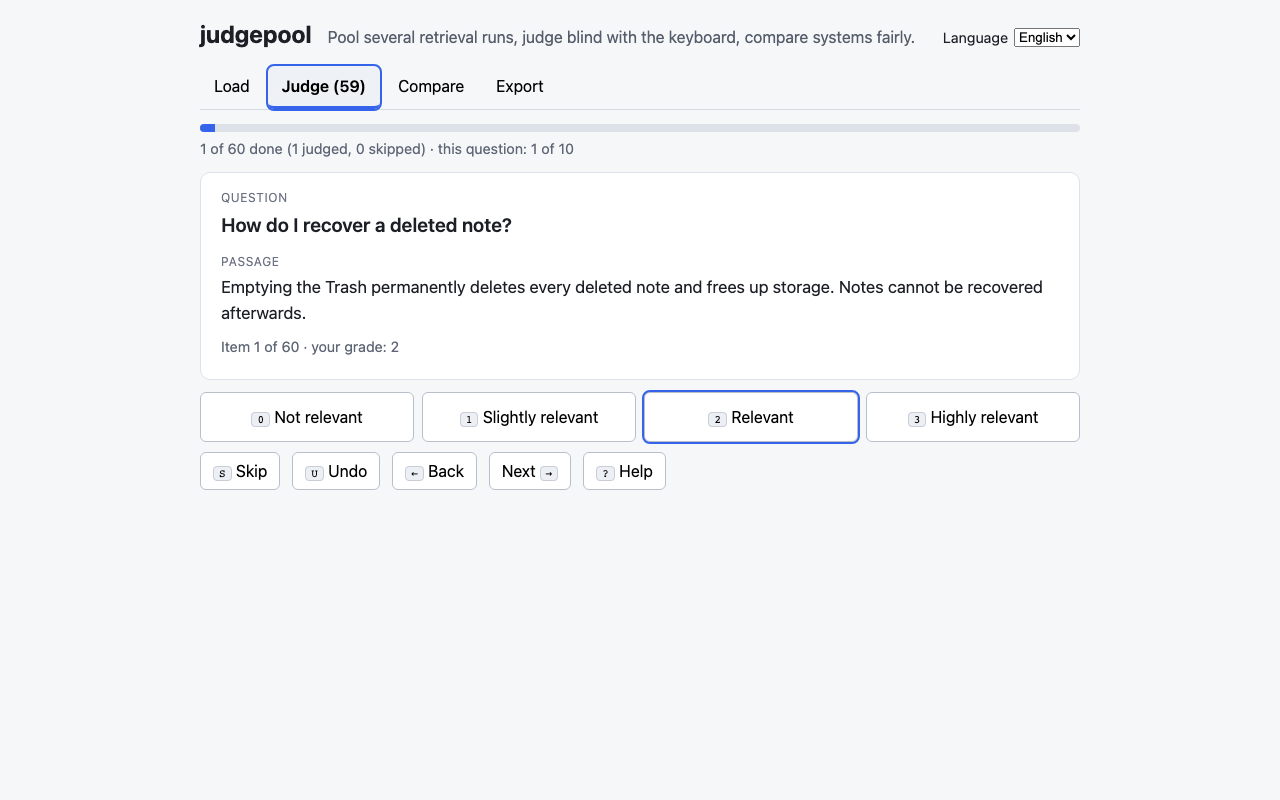 judgepool Pool several retrieval runs, judge blind with the keyboard, compare systems fairly. Language English
Load Judge (59) Compare Export
1 of 60 done (1 judged, 0 skipped) · this question: 1 of 10
QUESTION
How do I recover a deleted note?
PASSAGE
Emptying the Trash permanently deletes every deleted note and frees up storage. Notes cannot be recovered
afterwards.
Item 1 of 60 · your grade: 2
0 Not relevant 1 Slightly relevant 2 Relevant 3 Highly relevant
S Skip U Undo ← Back Next → ? Help